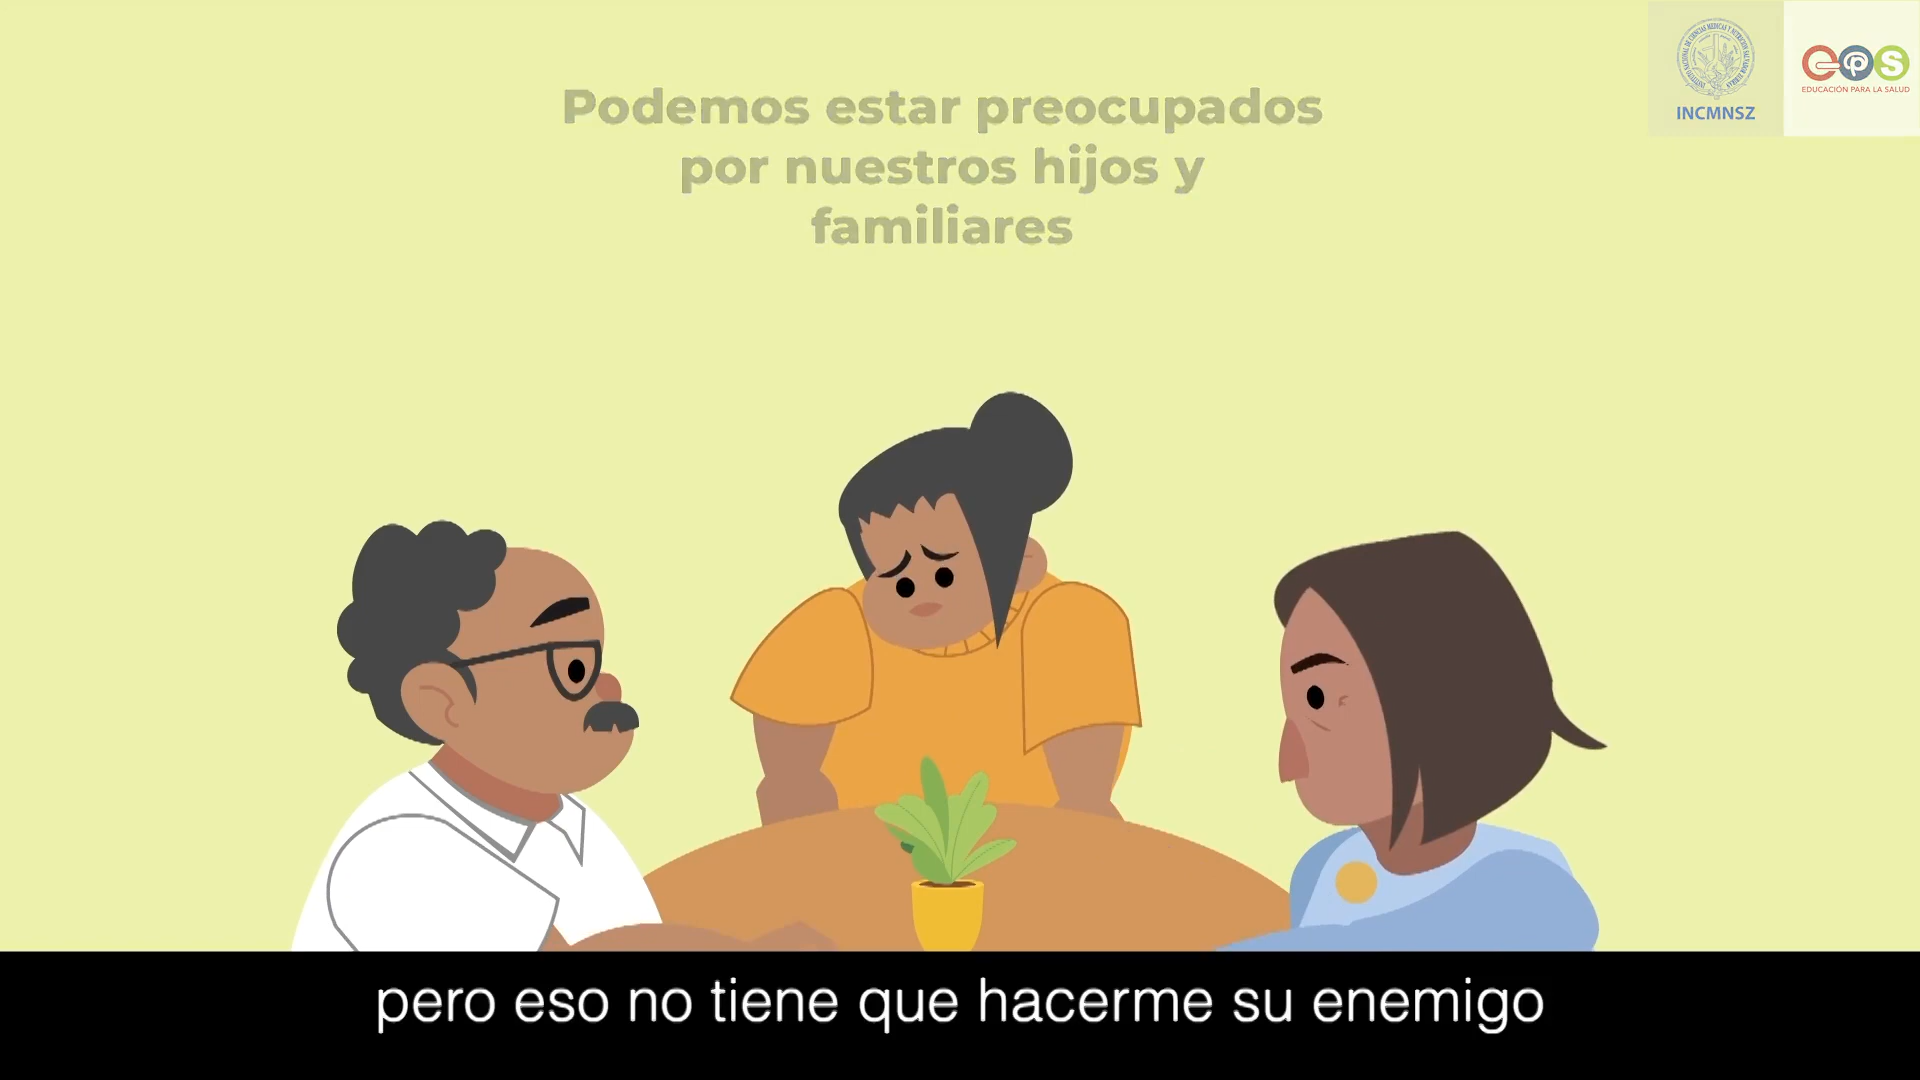 Podemos estar preocupados
por nuestros hijos y
familiares
INCMNSZ
eps
EDUCACIÓN PARA LA SALUD
pero eso no tiene que hacerme su enemigo